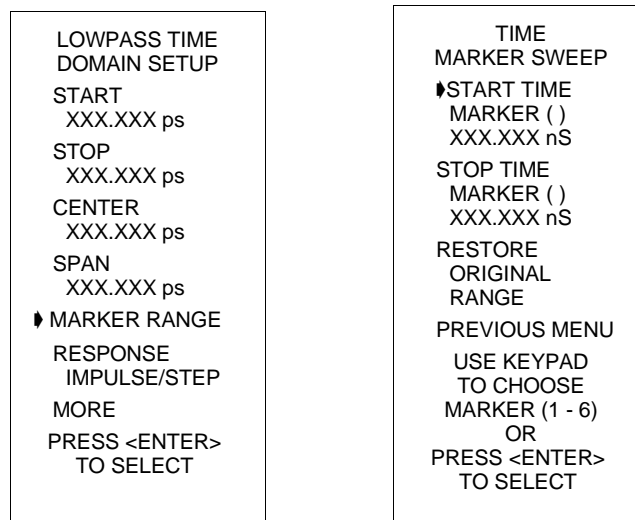 LOWPASS TIME
DOMAIN SETUP
START
XXX.XXX ps
STOP
XXX.XXX ps
CENTER
XXX.XXX ps
SPAN
XXX.XXX ps
MARKER RANGE
RESPONSE
IMPULSE/STEP
MORE
PRESS <ENTER>
TO SELECT
TIME
MARKER SWEEP
START TIME
MARKER ( )
XXX.XXX nS
STOP TIME
MARKER ( )
XXX.XXX nS
RESTORE
ORIGINAL
RANGE
PREVIOUS MENU
USE KEYPAD
TO CHOOSE
MARKER (1 - 6)
OR
PRESS <ENTER>
TO SELECT